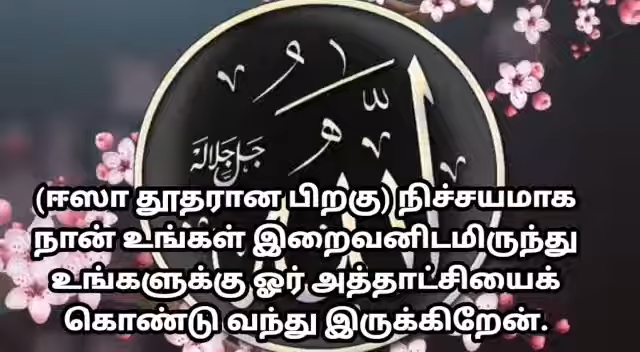 الله
جل جلاله
(ஈஸா தூதரான பிறகு) நிச்சயமாக
நான் உங்கள் இறைவனிடமிருந்து
உங்களுக்கு ஓர் அத்தாட்சியைக்
கொண்டு வந்து இருக்கிறேன்.